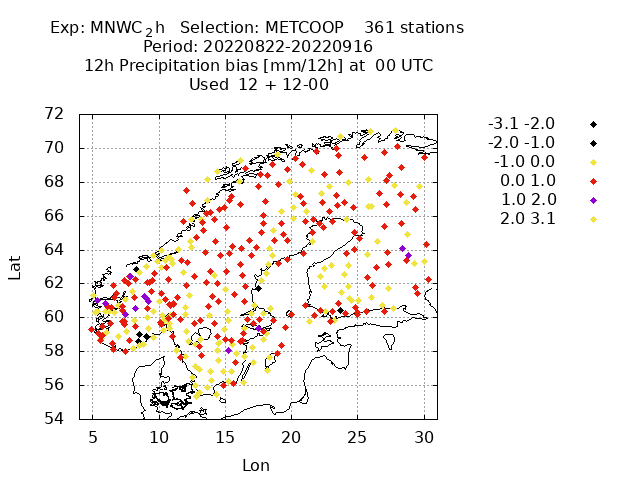 Exp: MNWC_2h   Selection: METCOOP    361 stations
Period: 20220822-20220916
12h Precipitation bias [mm/12h] at  00 UTC
Used  12 + 12-00
72
70
68
66
64
62
60
58
56
54
5 10 15 20 25 30
Lat
Lon
-3.1 -2.0
-2.0 -1.0
-1.0 0.0
0.0 1.0
1.0 2.0
2.0 3.1